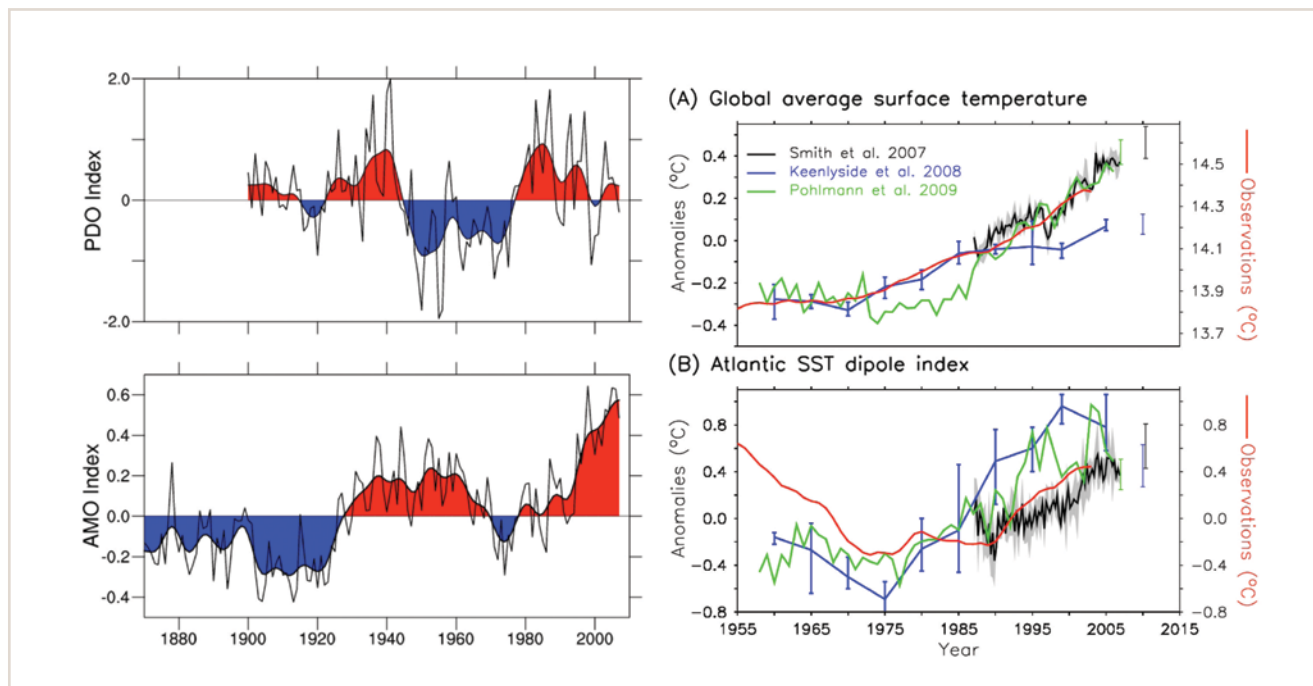 PDO Index
2.0
0
-2.0
AMO Index
0.6
0.4
0.2
0.0
-0.2
-0.4
1880 1900 1920 1940 1960 1980 2000
(A) Global average surface temperature
Anomalies (°C)
0.4
0.2
0.0
-0.2
-0.4
Smith et al. 2007
Keenlyside et al. 2008
Pohlmann et al. 2009
14.5
14.3
14.1
13.9
13.7
Observations (°C)
(B) Atlantic SST dipole index
Anomalies (°C)
0.8
0.4
0.0
-0.4
-0.8
0.8
0.4
0.0
-0.4
-0.8
Observations (°C)
1955 1965 1975 1985 1995 2005 2015
Year